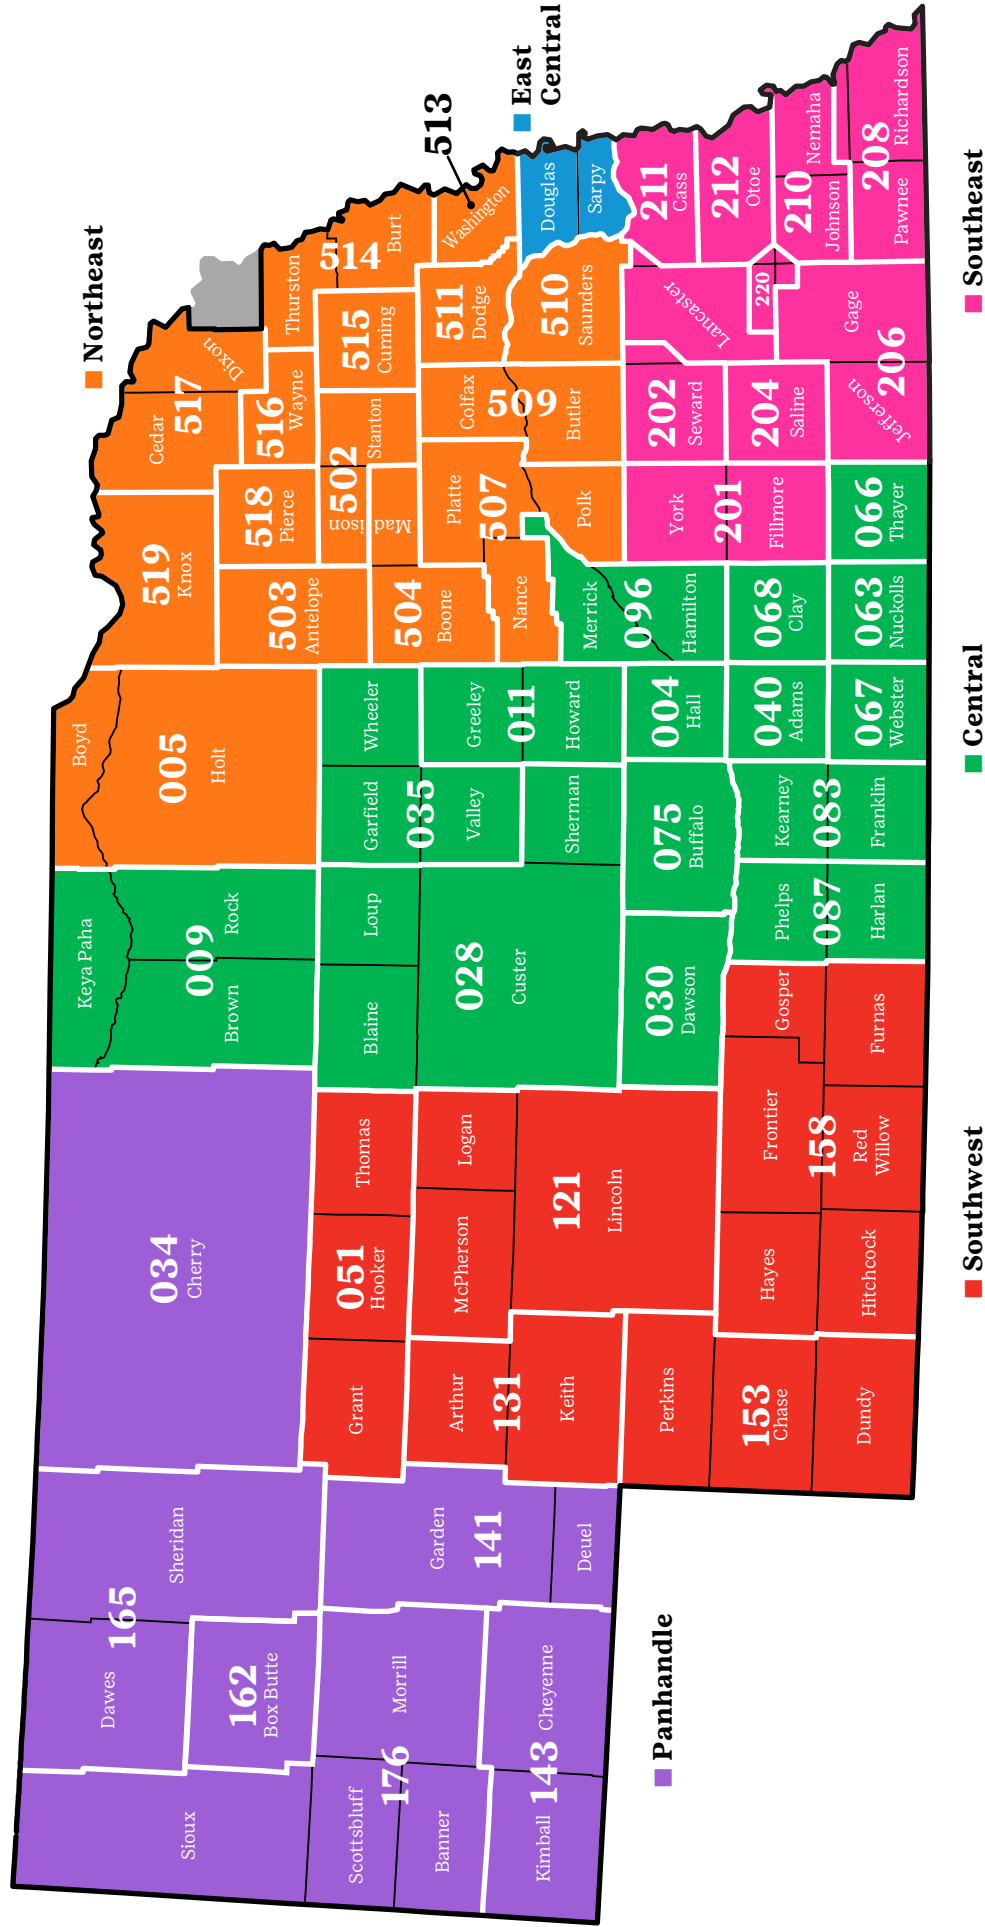 Panhandle
Southwest
Central
Southeast
Northeast
East
Central
Sioux
Dawes
165
Sheridan
162
Box Butte
Scottsbluff
176
Morrill
Banner
Kimball
143
Cheyenne
Garden
141
Deuel
034
Cherry
Grant
051
Hooker
Thomas
Arthur
131
Keith
McPherson
Logan
121
Lincoln
Perkins
153
Chase
Dundy
Hayes
Hitchcock
158
Frontier
Red
Willow
Gosper
Furnas
Keya Paha
009
Brown
Rock
Blaine
Loup
028
Custer
030
Dawson
Boyd
005
Holt
Garfield
035
Wheeler
Valley
Greeley
011
Howard
Sherman
075
Buffalo
004
Hall
Phelps
087
Harlan
Kearney
083
Franklin
040
Adams
067
Webster
Merrick
096
Hamilton
068
Clay
063
Nuckolls
066
Thayer
519
Knox
503
Antelope
518
Pierce
504
Boone
Nance
Platte
507
Polk
502
Madison
Stanton
Cedar
517
Dixon
516
Wayne
Thurston
514
Burt
515
Cuming
Colfax
509
Butler
511
Dodge
513
Washington
510
Saunders
Douglas
Sarpy
York
201
Fillmore
202
Seward
204
Saline
Jefferson
206
Gage
Lancaster
220
211
Cass
212
Otoe
210
Johnson
Nemaha
Pawnee
208
Richardson